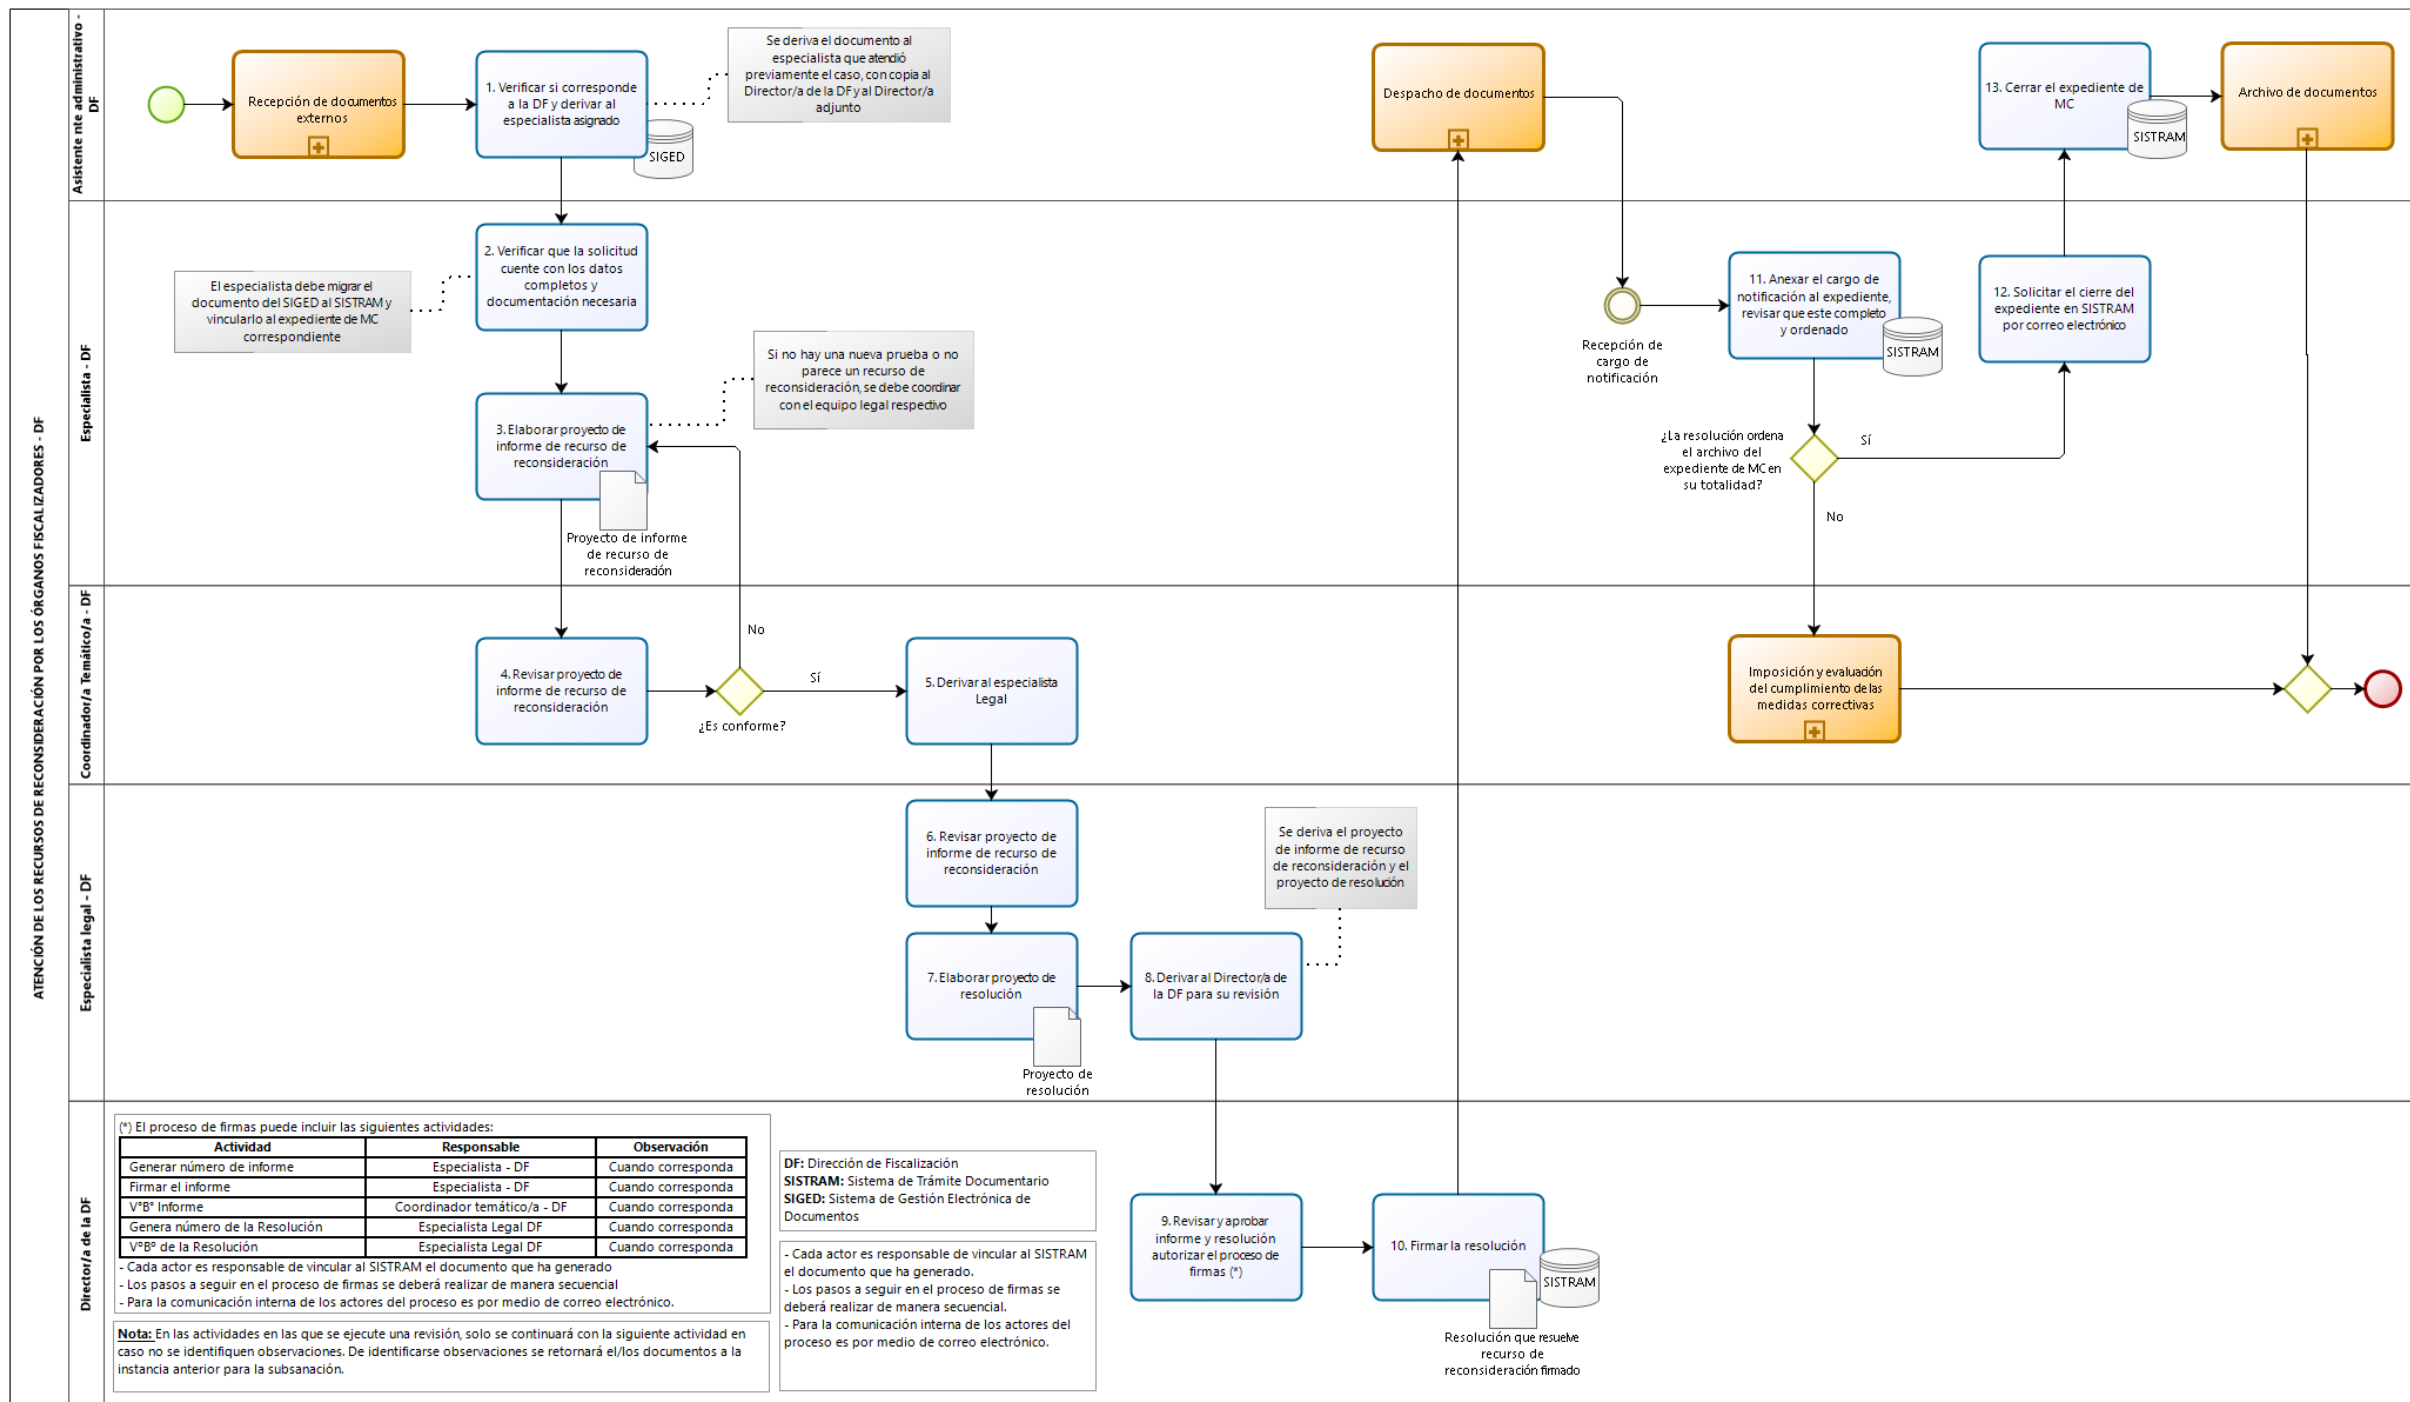 ATENCIÓN DE LOS RECURSOS DE RECONSIDERACIÓN POR LOS ÓRGANOS FISCALIZADORES - DF
Asistente nte administrativo -
DF
Recepción de documentos
externos
1. Verificar si corresponde
a la DF y derivar al
especialista asignado
SIGED
Se deriva el documento al
especialista que atendió
previamente el caso, con copia al
Director/a de la DF y al Director/a
adjunto
Despacho de documentos
13. Cerrar el expediente de
MC
SISTRAM
Archivo de documentos
Especialista - DF
2. Verificar que la solicitud
cuente con los datos
completos y
documentación necesaria
El especialista debe migrar el
documento del SIGED al SISTRAM y
vincularlo al expediente de MC
correspondiente
Si no hay una nueva prueba o no
parece un recurso de
reconsideración, se debe coordinar
con el equipo legal respectivo
3. Elaborar proyecto de
informe de recurso de
reconsideración
Proyecto de informe
de recurso de
reconsideración
Recepción de
cargo de
notificación
11. Anexar el cargo de
notificación al expediente,
revisar que este completo
y ordenado
SISTRAM
12. Solicitar el cierre del
expediente en SISTRAM
por correo electrónico
¿La resolución ordena
el archivo del
expediente de MC en
su totalidad?
Sí
No
Coordinador/a Temático/a - DF
4. Revisar proyecto de
informe de recurso de
reconsideración
No
¿Es conforme?
Sí
5. Derivar al especialista
Legal
Imposición y evaluación
del cumplimiento de las
medidas correctivas
Especialista legal - DF
6. Revisar proyecto de
informe de recurso de
reconsideración
7. Elaborar proyecto de
resolución
Proyecto de
resolución
8. Derivar al Director/a de
la DF para su revisión
Se deriva el proyecto
de informe de recurso
de reconsideración y el
proyecto de resolución
Director/a de la DF
(*) El proceso de firmas puede incluir las siguientes actividades:
Actividad Responsable Observación
Generar número de informe Especialista - DF Cuando corresponda
Firmar el informe Especialista - DF Cuando corresponda
V°B° Informe Coordinador temático/a - DF Cuando corresponda
Genera número de la Resolución Especialista Legal DF Cuando corresponda
V°B° de la Resolución Especialista Legal DF Cuando corresponda
- Cada actor es responsable de vincular al SISTRAM el documento que ha generado
- Los pasos a seguir en el proceso de firmas se deberá realizar de manera secuencial
- Para la comunicación interna de los actores del proceso es por medio de correo electrónico.
Nota: En las actividades en las que se ejecute una revisión, solo se continuará con la siguiente actividad en
caso no se identifiquen observaciones. De identificarse observaciones se retornará el/los documentos a la
instancia anterior para la subsanación.
DF: Dirección de Fiscalización
SISTRAM: Sistema de Trámite Documentario
SIGED: Sistema de Gestión Electrónica de
Documentos
- Cada actor es responsable de vincular al SISTRAM
el documento que ha generado.
- Los pasos a seguir en el proceso de firmas se
deberá realizar de manera secuencial.
- Para la comunicación interna de los actores del
proceso es por medio de correo electrónico.
9. Revisar y aprobar
informe y resolución
autorizar el proceso de
firmas (*)
10. Firmar la resolución
SISTRAM
Resolución que resuelve
recurso de
reconsideración firmado